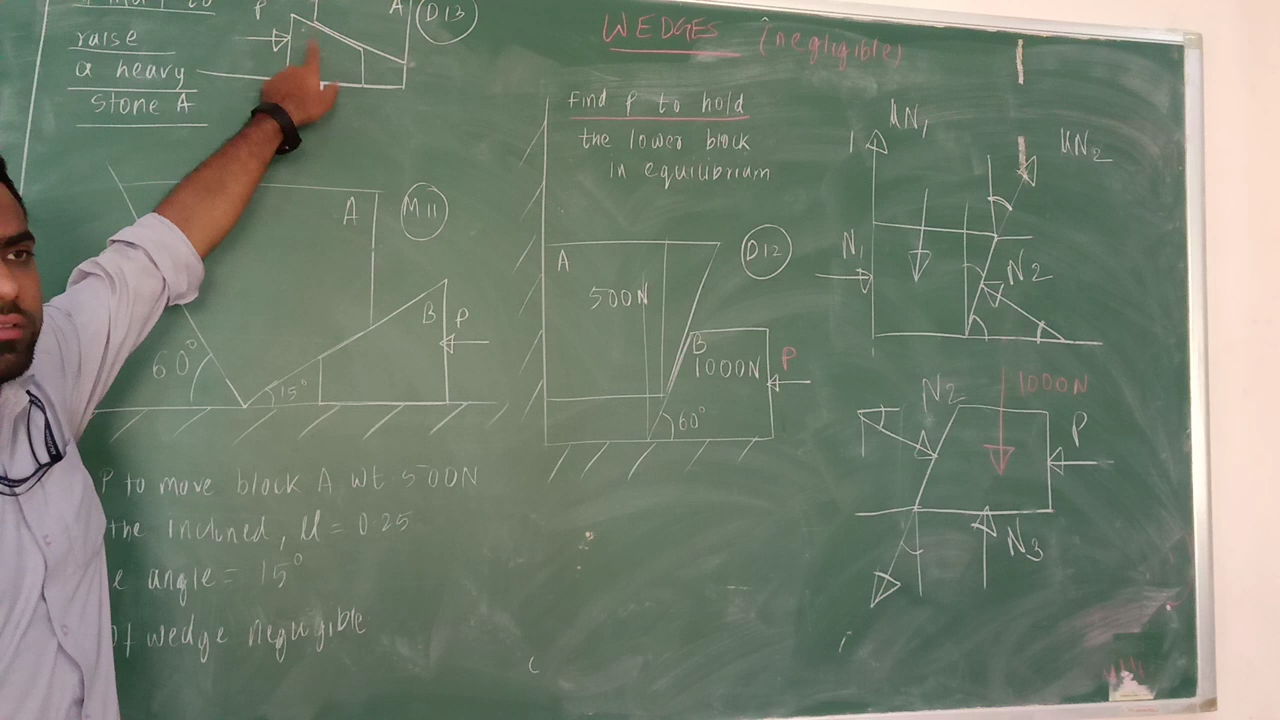 to
P
A
D13
raise
a heavy
stone A
WEDGES (negligible)
Find P to hold
the lower block
in equilibrium
A
M11
B
P
60°
15°
A
500N
D12
B
1000N
P
60°
μN1
μN2
N1
N2
N2
1000N
P
N3
P to move block A wt 500N
the inclined, μ = 0.25
e angle = 15°
of wedge negligible